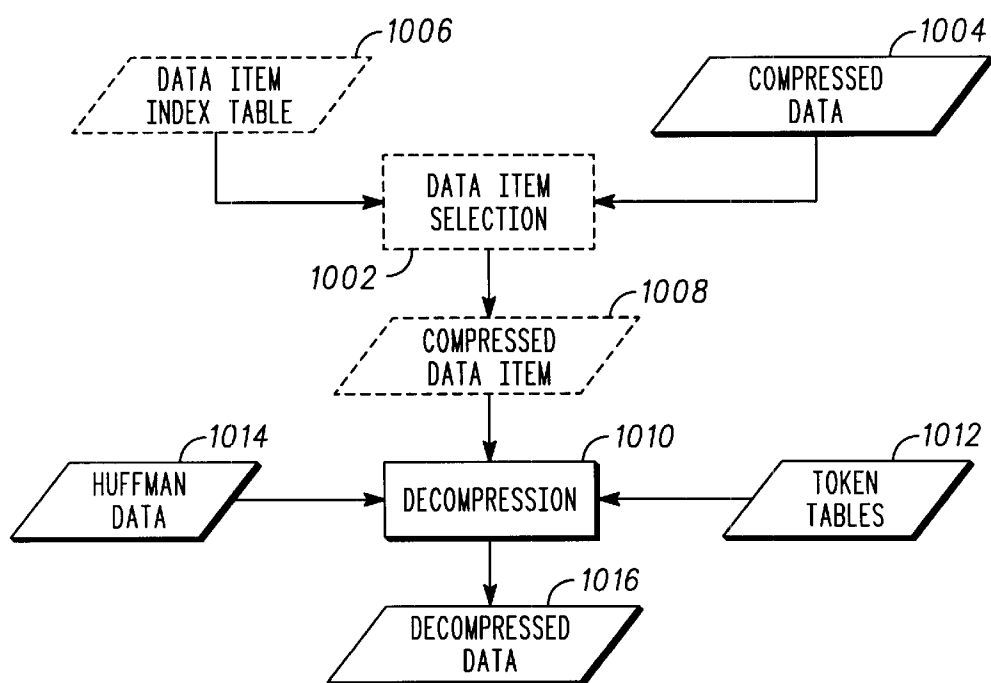 1006
DATA ITEM
INDEX TABLE
1004
COMPRESSED
DATA
DATA ITEM
SELECTION
1002
1008
COMPRESSED
DATA ITEM
1014
HUFFMAN
DATA
1010
DECOMPRESSION
1012
TOKEN
TABLES
1016
DECOMPRESSED
DATA